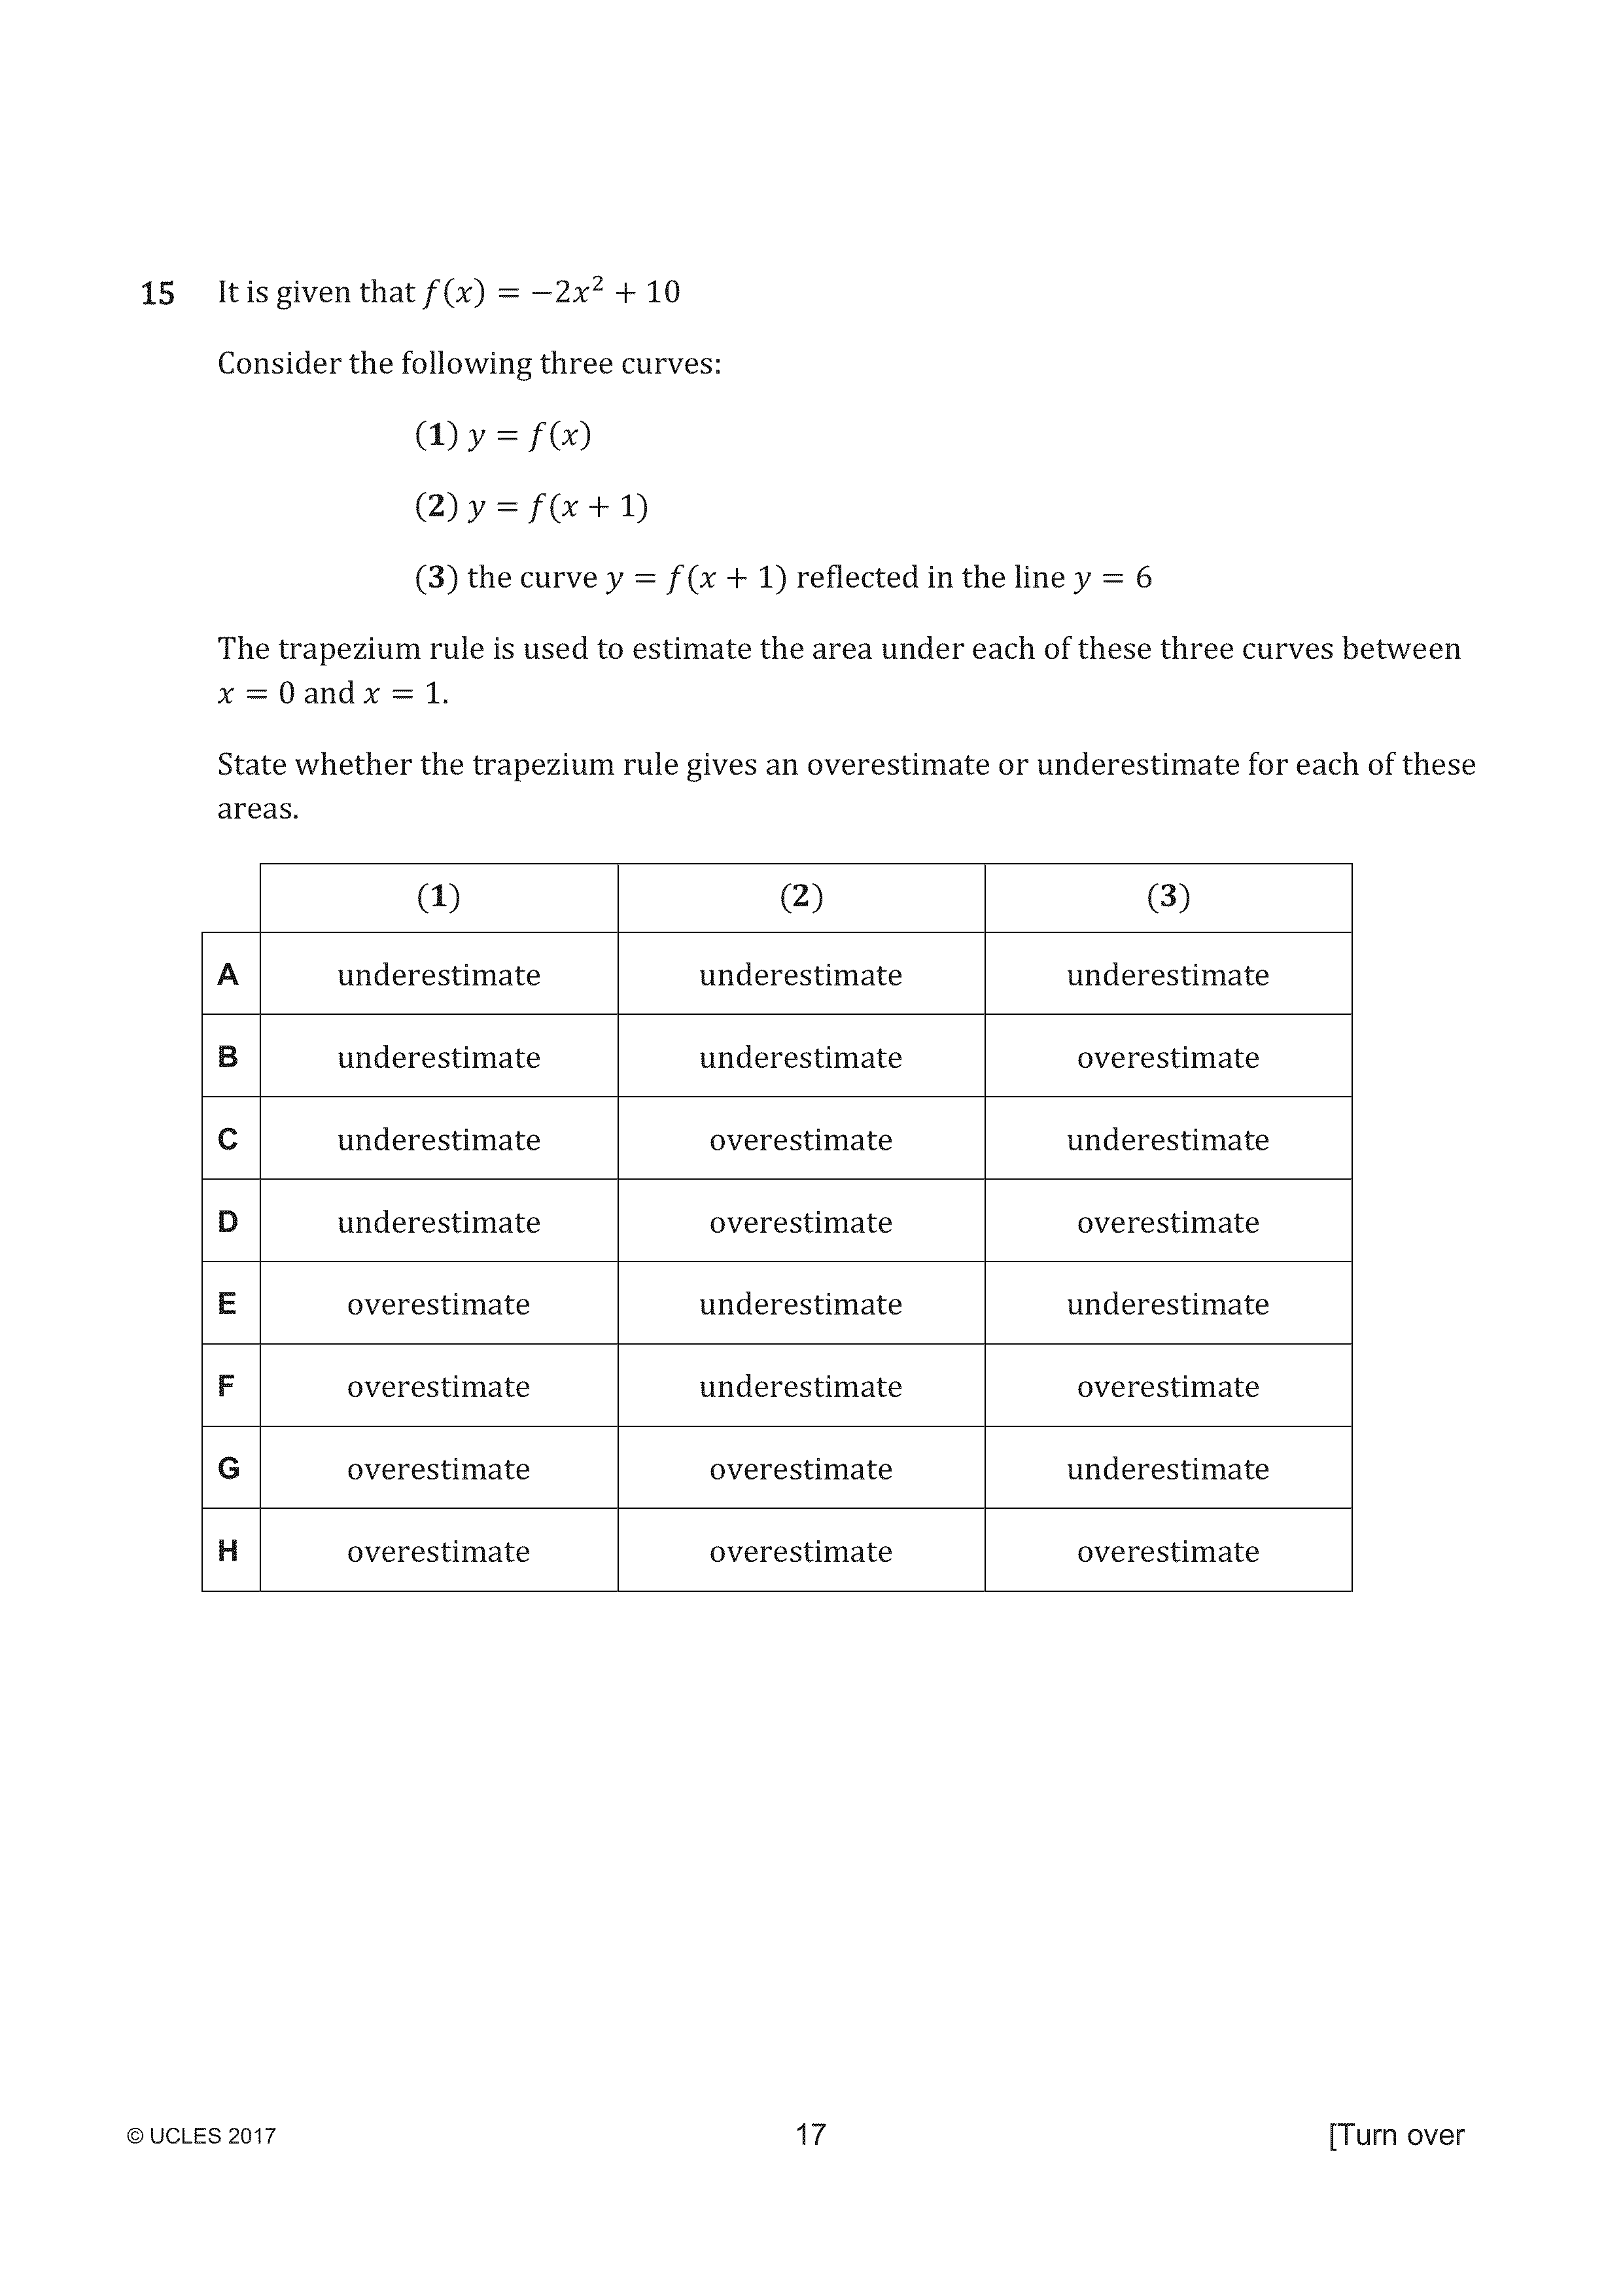 15 It is given that f(x) = −2x² + 10
Consider the following three curves:
(1) y = f(x)
(2) y = f(x + 1)
(3) the curve y = f(x + 1) reflected in the line y = 6
The trapezium rule is used to estimate the area under each of these three curves between
x = 0 and x = 1.
State whether the trapezium rule gives an overestimate or underestimate for each of these
areas.
(1) (2) (3)
A underestimate underestimate underestimate
B underestimate underestimate overestimate
C underestimate overestimate underestimate
D underestimate overestimate overestimate
E overestimate underestimate underestimate
F overestimate underestimate overestimate
G overestimate overestimate underestimate
H overestimate overestimate overestimate
© UCLES 2017 17 [Turn over